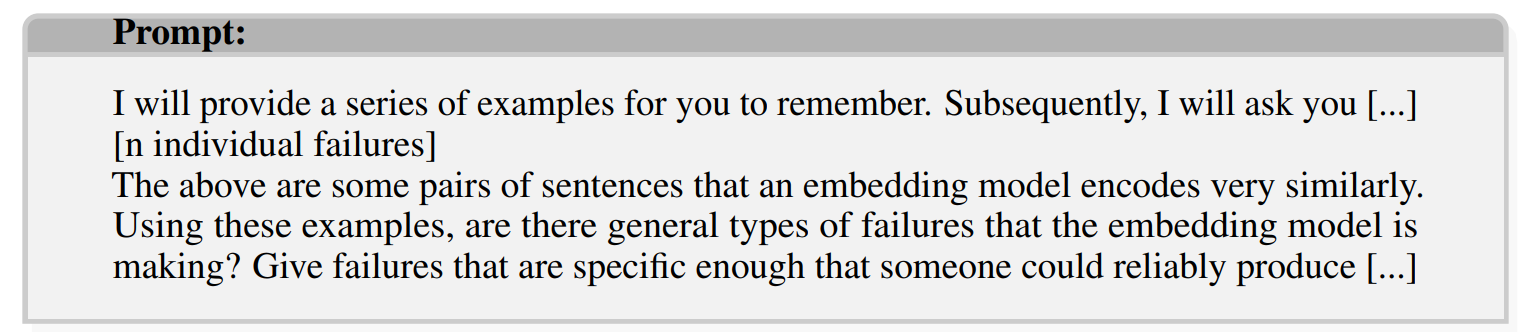 Prompt:
I will provide a series of examples for you to remember. Subsequently, I will ask you [...]
[n individual failures]
The above are some pairs of sentences that an embedding model encodes very similarly.
Using these examples, are there general types of failures that the embedding model is
making? Give failures that are specific enough that someone could reliably produce [...]